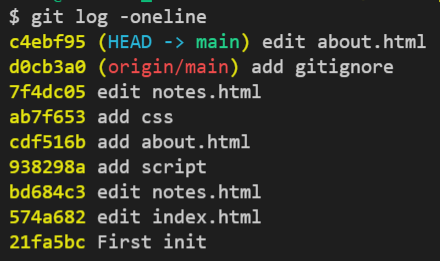 $ git log -oneline
c4ebf95 (HEAD -> main) edit about.html
d0cb3a0 (origin/main) add gitignore
7f4dc05 edit notes.html
ab7f653 add css
cdf516b add about.html
938298a add script
bd684c3 edit notes.html
574a682 edit index.html
21fa5bc First init